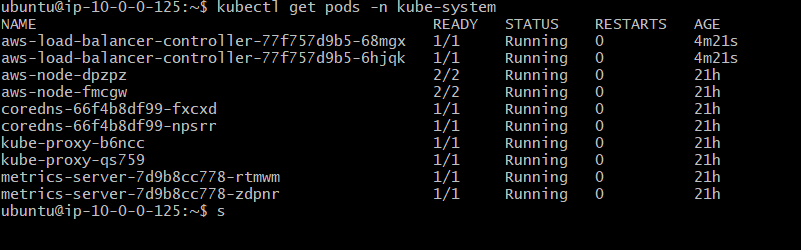 ubuntu@ip-10-0-0-125:~$ kubectl get pods -n kube-system
NAME READY STATUS RESTARTS AGE
aws-load-balancer-controller-77f757d9b5-68mgx 1/1 Running 0 4m21s
aws-load-balancer-controller-77f757d9b5-6hjqk 1/1 Running 0 4m21s
aws-node-dpzpz 2/2 Running 0 21h
aws-node-fmcgw 2/2 Running 0 21h
coredns-66f4b8df99-fxcxd 1/1 Running 0 21h
coredns-66f4b8df99-npsrr 1/1 Running 0 21h
kube-proxy-b6ncc 1/1 Running 0 21h
kube-proxy-qs759 1/1 Running 0 21h
metrics-server-7d9b8cc778-rtmwm 1/1 Running 0 21h
metrics-server-7d9b8cc778-zdpnr 1/1 Running 0 21h
ubuntu@ip-10-0-0-125:~$ s